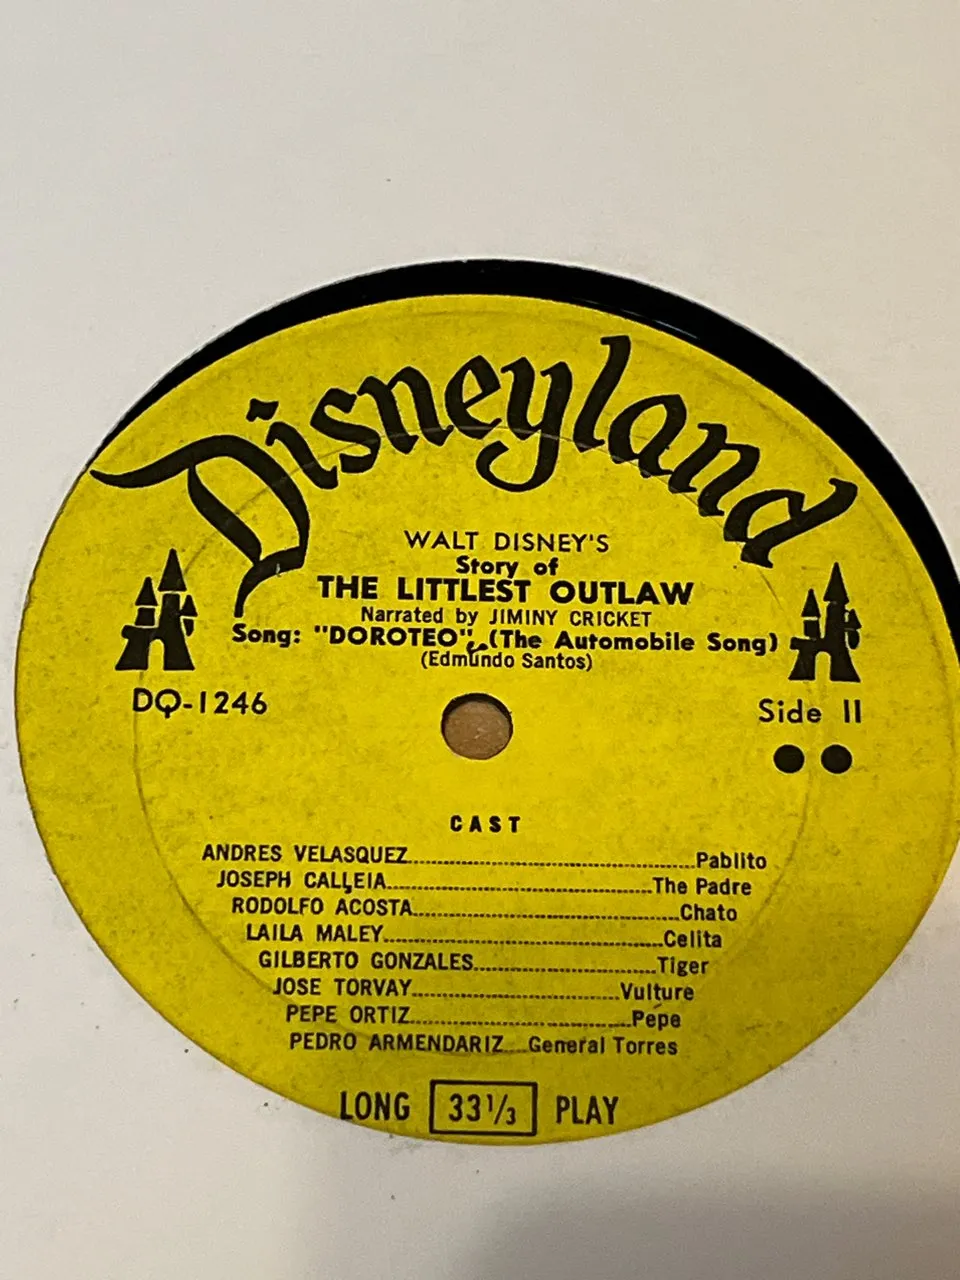 Disneyland
WALT DISNEY'S
Story of
THE LITTLEST OUTLAW
Narrated by JIMINY CRICKET
Song: "DOROTEO" (The Automobile Song)
(Edmundo Santos)
DQ-1246
Side II
CAST
ANDRES VELASQUEZ........Pablito
JOSEPH CALLEIA........The Padre
RODOLFO ACOSTA........Chato
LAILA MALEY........Celita
GILBERTO GONZALES........Tiger
JOSE TORVAY........Vulture
PEPE ORTIZ........Pepe
PEDRO ARMENDARIZ....General Torres
LONG 33 1/3 PLAY